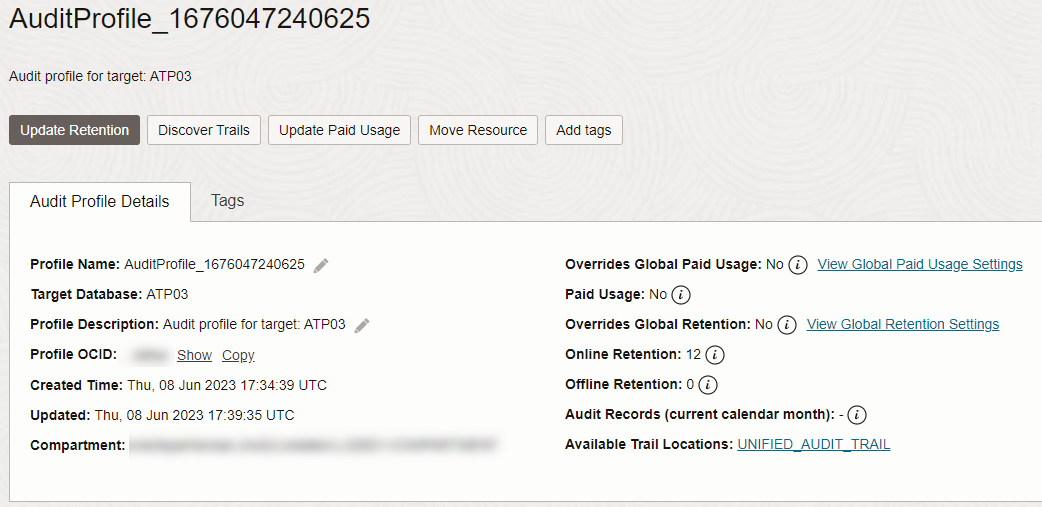 AuditProfile_1676047240625
Audit profile for target: ATP03
Update Retention Discover Trails Update Paid Usage Move Resource Add tags
Audit Profile Details Tags
Profile Name: AuditProfile_1676047240625
Target Database: ATP03
Profile Description: Audit profile for target: ATP03
Profile OCID: Show Copy
Created Time: Thu, 08 Jun 2023 17:34:39 UTC
Updated: Thu, 08 Jun 2023 17:39:35 UTC
Compartment:
Overrides Global Paid Usage: No i View Global Paid Usage Settings
Paid Usage: No i
Overrides Global Retention: No i View Global Retention Settings
Online Retention: 12 i
Offline Retention: 0 i
Audit Records (current calendar month): - i
Available Trail Locations: UNIFIED_AUDIT_TRAIL